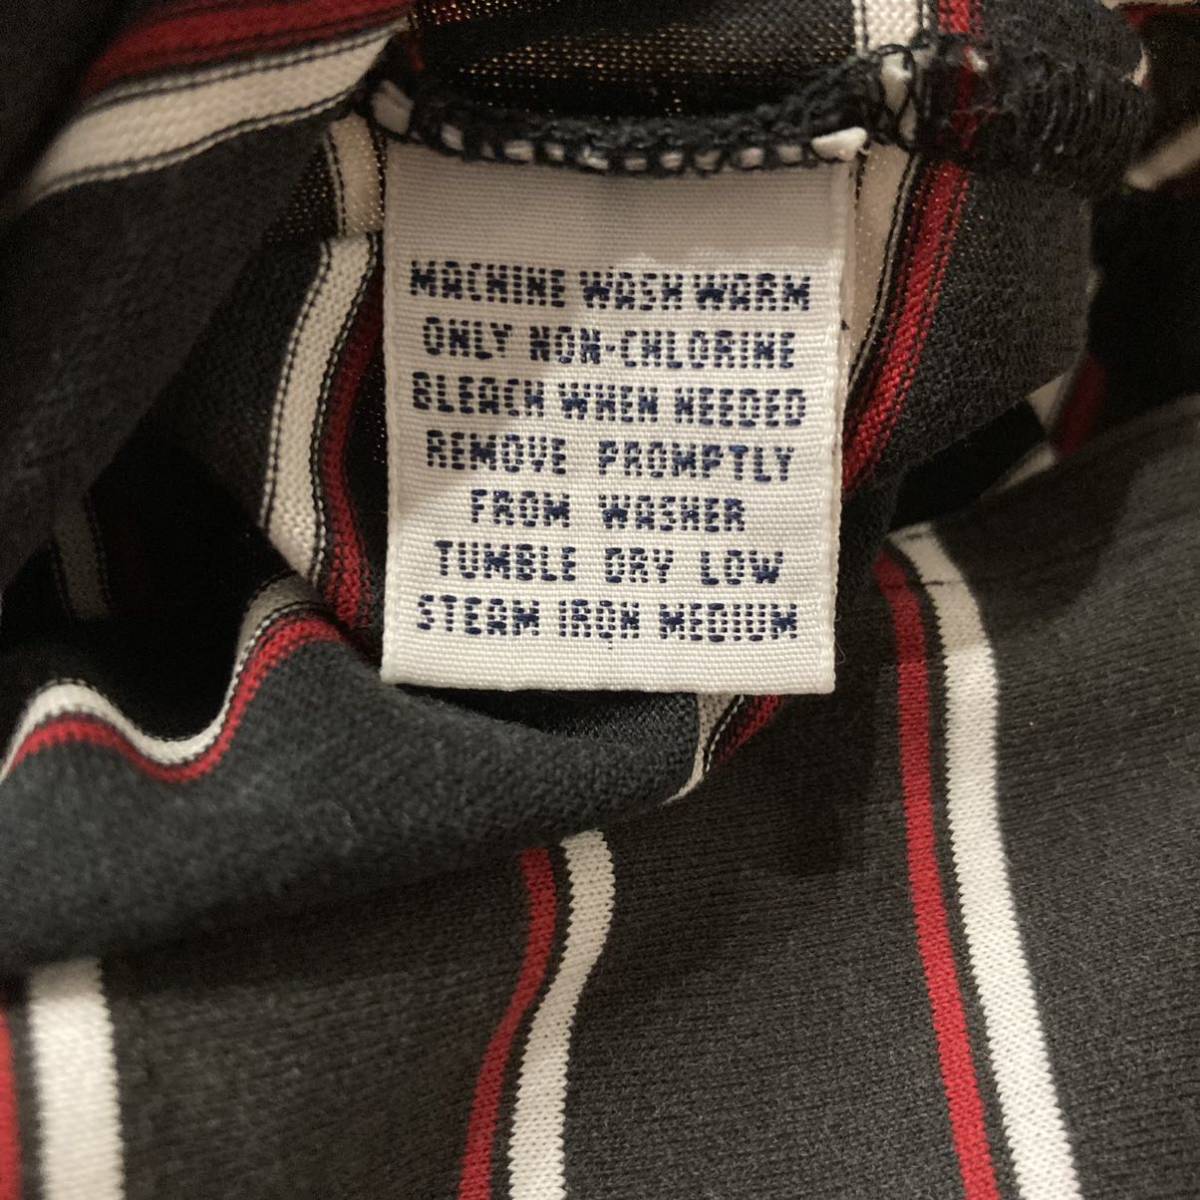 MACHINE WASH WARM
ONLY NON-CHLORINE
BLEACH WHEN NEEDED
REMOVE PROMPTLY
FROM WASHER
TUMBLE DRY LOW
STEAM IRON MEDIUM